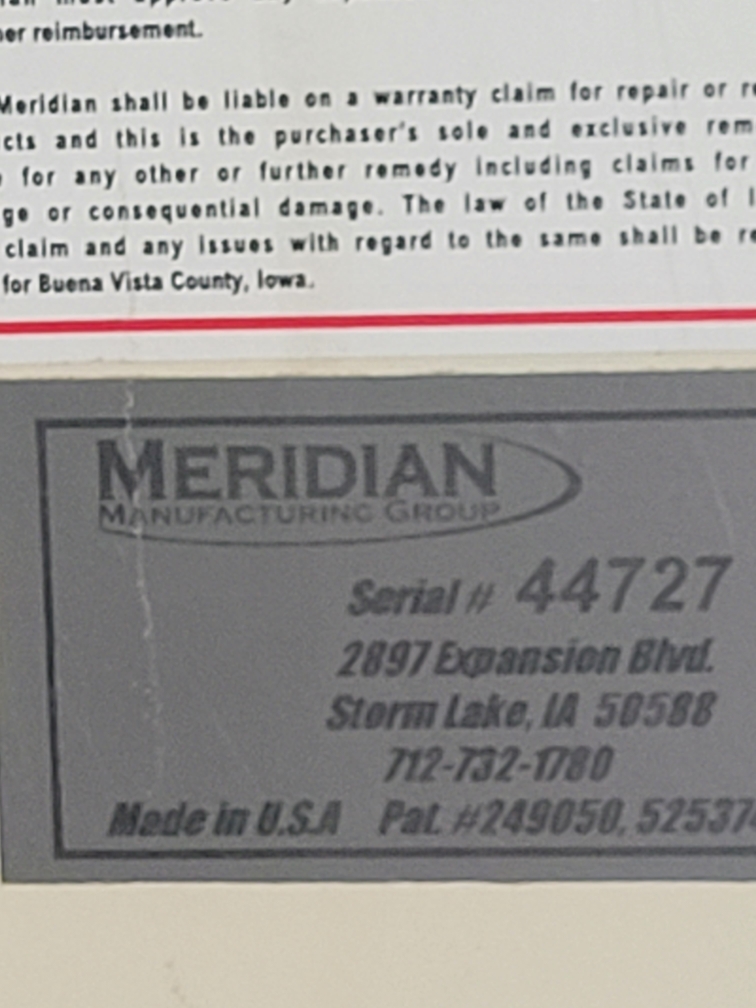 er reimbursement.
Meridian shall be liable on a warranty claim for repair or
cts and this is the purchaser's sole and exclusive rem
for any other or further remedy including claims for
ge or consequential damage. The law of the State of I
claim and any issues with regard to the same shall be re
for Buena Vista County, Iowa.
MERIDIAN
MANUFACTURING GROUP
Serial # 44727
2897 Expansion Blvd.
Storm Lake, IA 50588
712-732-1780
Made in U.S.A Pat. #249050, 52537